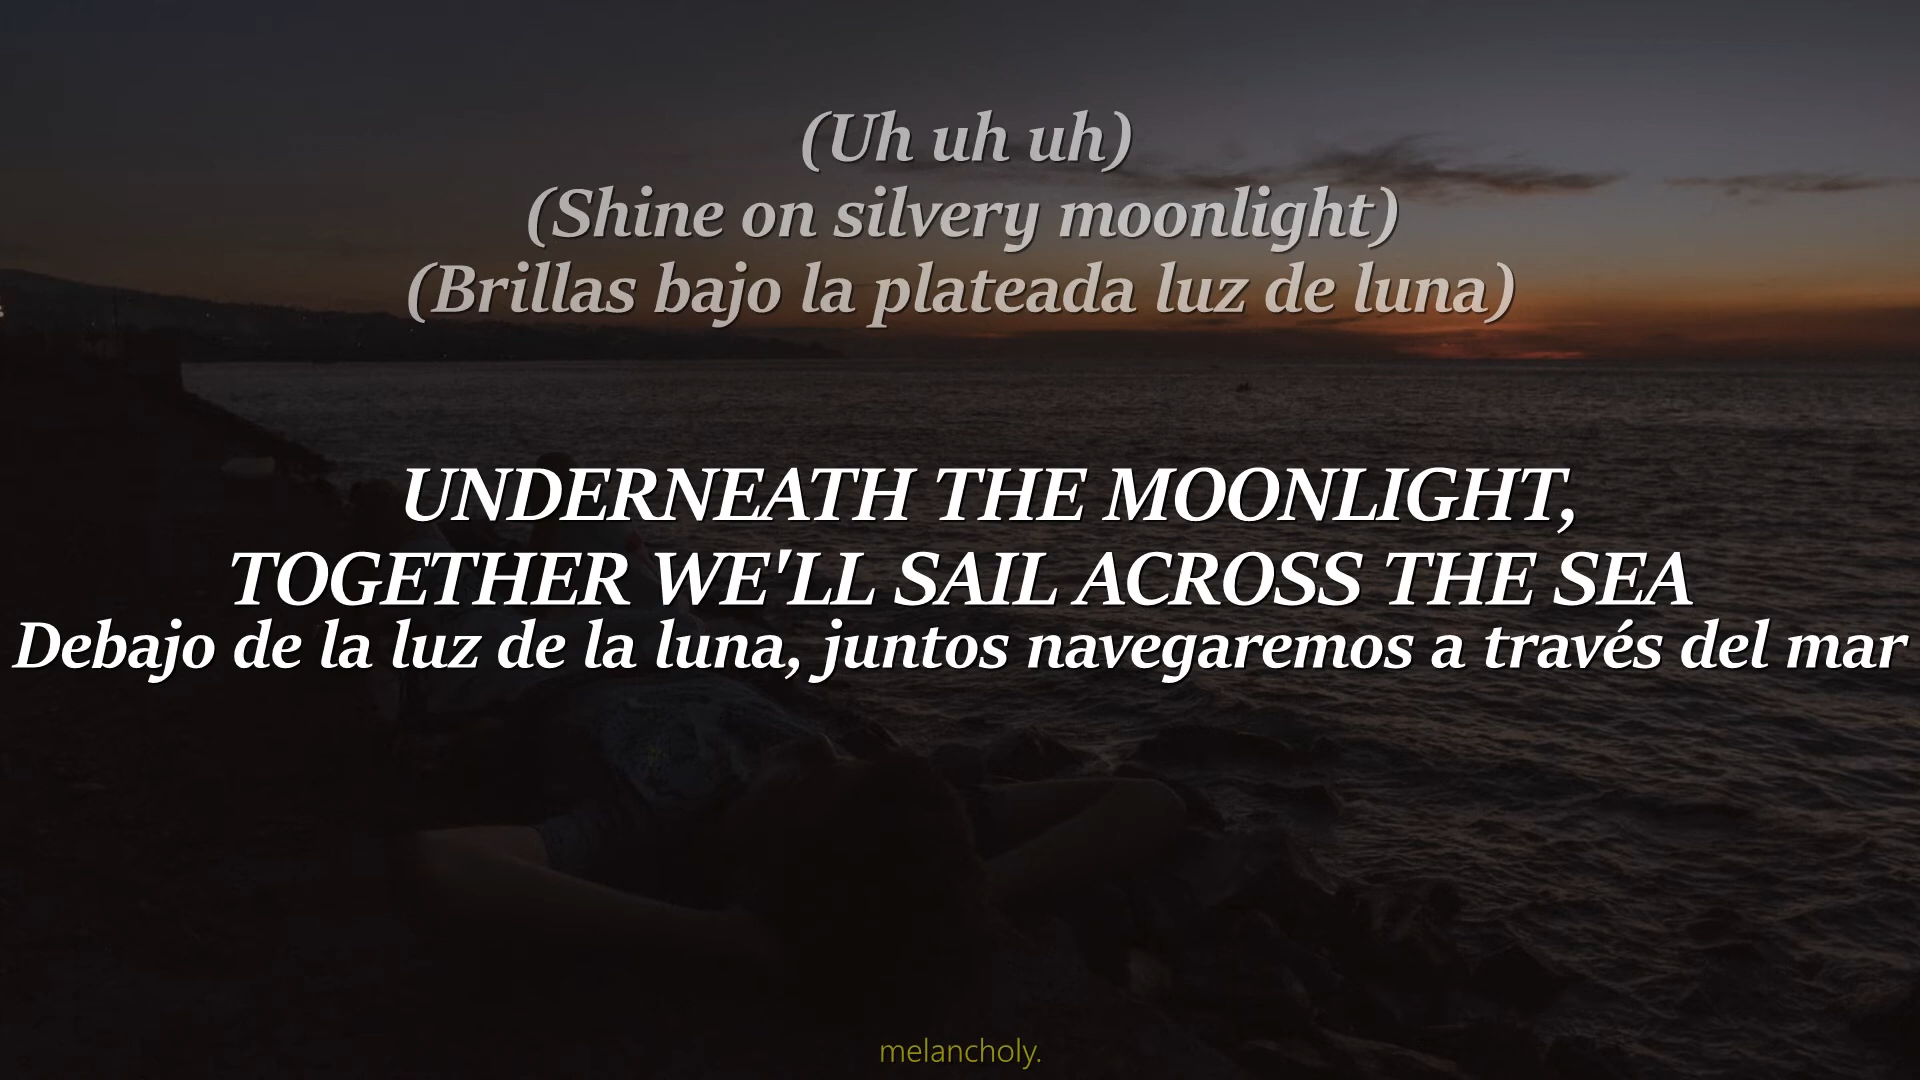 (Uh uh uh)
(Shine on silvery moonlight)
(Brillas bajo la plateada luz de luna)
UNDERNEATH THE MOONLIGHT,
TOGETHER WE'LL SAIL ACROSS THE SEA
Debajo de la luz de la luna, juntos navegaremos a través del mar
melancholy.